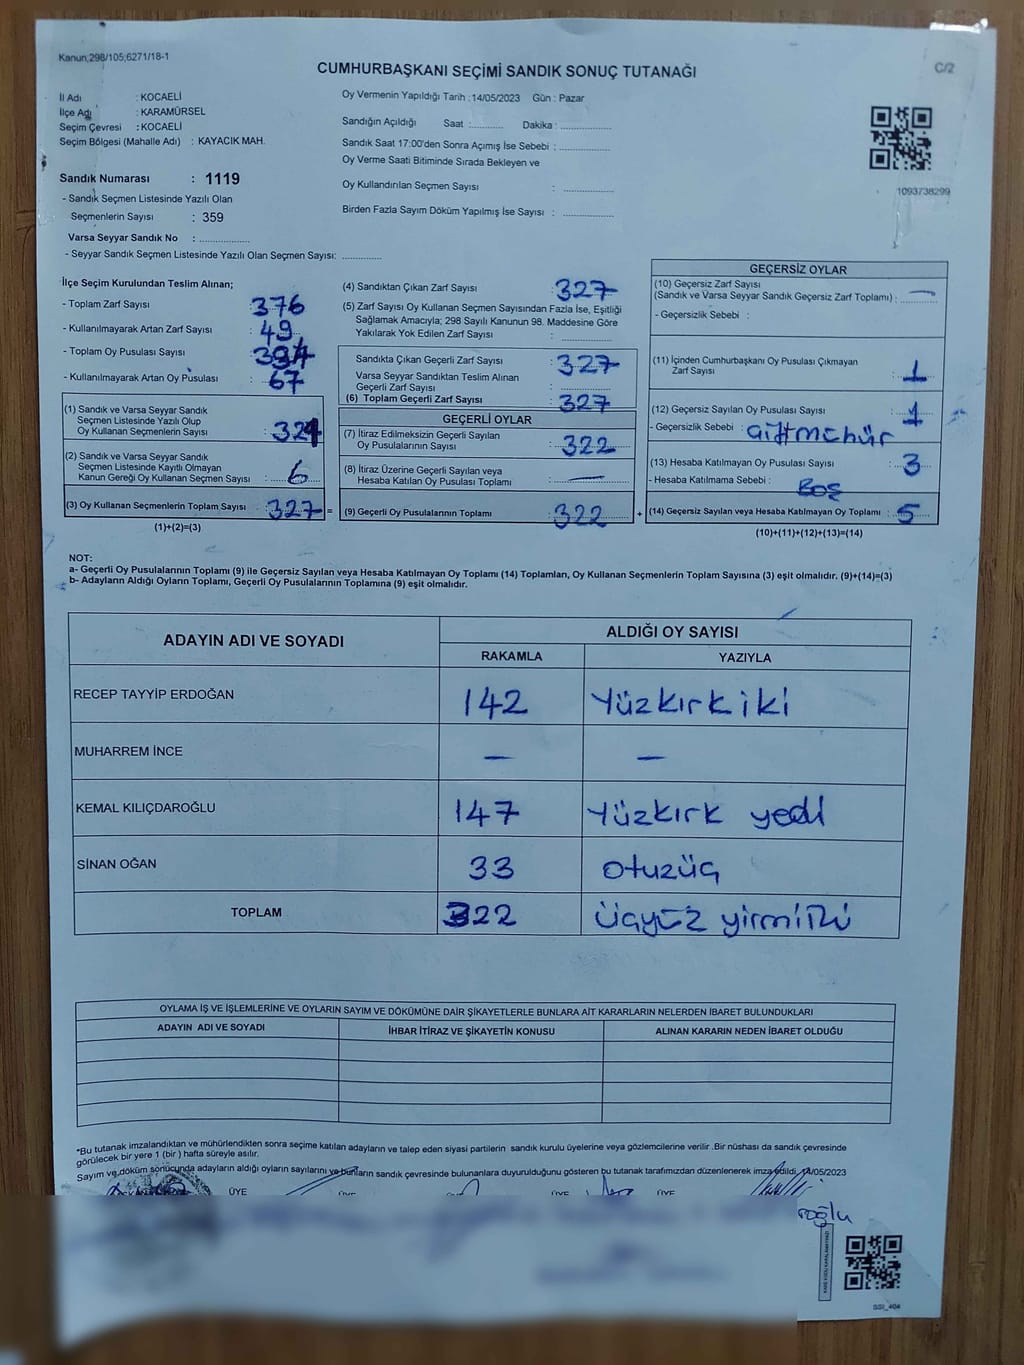 Kanun;298/105;6271/18-1
C/2
CUMHURBAŞKANI SEÇİMİ SANDIK SONUÇ TUTANAĞI
İl Adı : KOCAELİ
İlçe Adı : KARAMÜRSEL
Seçim Çevresi : KOCAELİ
Seçim Bölgesi (Mahalle Adı) : KAYACIK MAH.
Sandık Numarası : 1119
- Sandık Seçmen Listesinde Yazılı Olan
Seçmenlerin Sayısı : 359
Varsa Seyyar Sandık No : ................
- Seyyar Sandık Seçmen Listesinde Yazılı Olan Seçmen Sayısı: .............
Oy Vermenin Yapıldığı Tarih : 14/05/2023 Gün : Pazar
Sandığın Açıldığı Saat :........... Dakika : ................
Sandık Saat 17:00'den Sonra Açımış İse Sebebi : ................
Oy Verme Saati Bitiminde Sırada Bekleyen ve
Oy Kullandırılan Seçmen Sayısı : ................
Birden Fazla Sayım Döküm Yapılmış İse Sayısı : ................
1093738299
İlçe Seçim Kurulundan Teslim Alınan;
- Toplam Zarf Sayısı : 376
- Kullanılmayarak Artan Zarf Sayısı : 49
- Toplam Oy Pusulası Sayısı : 394
- Kullanılmayarak Artan Oy Pusulası : 67
(1) Sandık ve Varsa Seyyar Sandık
Seçmen Listesinde Yazılı Olup
Oy Kullanan Seçmenlerin Sayısı : 321
(2) Sandık ve Varsa Seyyar Sandık
Seçmen Listesinde Kayıtlı Olmayan
Kanun Gereği Oy Kullanan Seçmen Sayısı : 6
(3) Oy Kullanan Seçmenlerin Toplam Sayısı : 327 =
(1)+(2)=(3)
(4) Sandıktan Çıkan Zarf Sayısı : 327
(5) Zarf Sayısı Oy Kullanan Seçmen Sayısından Fazla İse, Eşitliği
Sağlamak Amacıyla; 298 Sayılı Kanunun 98. Maddesine Göre
Yakılarak Yok Edilen Zarf Sayısı : ................
Sandıkta Çıkan Geçerli Zarf Sayısı : 327
Varsa Seyyar Sandıktan Teslim Alınan
Geçerli Zarf Sayısı : ................
(6) Toplam Geçerli Zarf Sayısı : 327
GEÇERLİ OYLAR
(7) İtiraz Edilmeksizin Geçerli Sayılan
Oy Pusulalarının Sayısı : 322
(8) İtiraz Üzerine Geçerli Sayılan veya
Hesaba Katılan Oy Pusulası Toplamı : —
(9) Geçerli Oy Pusulalarının Toplamı : 322 +
GEÇERSİZ OYLAR
(10) Geçersiz Zarf Sayısı
(Sandık ve Varsa Seyyar Sandık Geçersiz Zarf Toplamı) : —
- Geçersizlik Sebebi :
(11) İçinden Cumhurbaşkanı Oy Pusulası Çıkmayan
Zarf Sayısı : 1
(12) Geçersiz Sayılan Oy Pusulası Sayısı : 1
- Geçersizlik Sebebi :
(13) Hesaba Katılmayan Oy Pusulası Sayısı : 3
- Hesaba Katılmama Sebebi : Boş
(14) Geçersiz Sayılan veya Hesaba Katılmayan Oy Toplamı : 5
(10)+(11)+(12)+(13)=(14)
NOT:
a- Geçerli Oy Pusulalarının Toplamı (9) ile Geçersiz Sayılan veya Hesaba Katılmayan Oy Toplamı (14) Toplamları, Oy Kullanan Seçmenlerin Toplam Sayısına (3) eşit olmalıdır. (9)+(14)=(3)
b- Adayların Aldığı Oyların Toplamı, Geçerli Oy Pusulalarının Toplamına (9) eşit olmalıdır.
ADAYIN ADI VE SOYADI
ALDIĞI OY SAYISI
RAKAMLA YAZIYLA
RECEP TAYYİP ERDOĞAN 142 Yüzkırkiki
MUHARREM İNCE — —
KEMAL KILIÇDAROĞLU 147 Yüzkırk yedi
SİNAN OĞAN 33 otuzüç
TOPLAM 322 üçyüz yirmiiki
OYLAMA İŞ VE İŞLEMLERİNE VE OYLARIN SAYIM VE DÖKÜMÜNE DAİR ŞİKAYETLERLE BUNLARA AİT KARARLARIN NELERDEN İBARET BULUNDUKLARI
ADAYIN ADI VE SOYADI İHBAR İTİRAZ VE ŞİKAYETİN KONUSU ALINAN KARARIN NEDEN İBARET OLDUĞU
*Bu tutanak imzalandıktan ve mühürlendikten sonra seçime katılan adayların ve talep eden siyasi partilerin sandık kurulu üyelerine veya gözlemcilerine verilir .Bir nüshası da sandık çevresinde
görülecek bir yere 1 (bir ) hafta süreyle asılır.
Sayım ve döküm sonucunda adayların aldığı oyların sayılarını ve bunların sandık çevresinde bulunanlara duyurulduğunu gösteren bu tutanak tarafımızdan düzenlenerek imza edildi. 14/05/2023
ÜYE ÜYE ÜYE ÜYE
roğlu
SSI_404